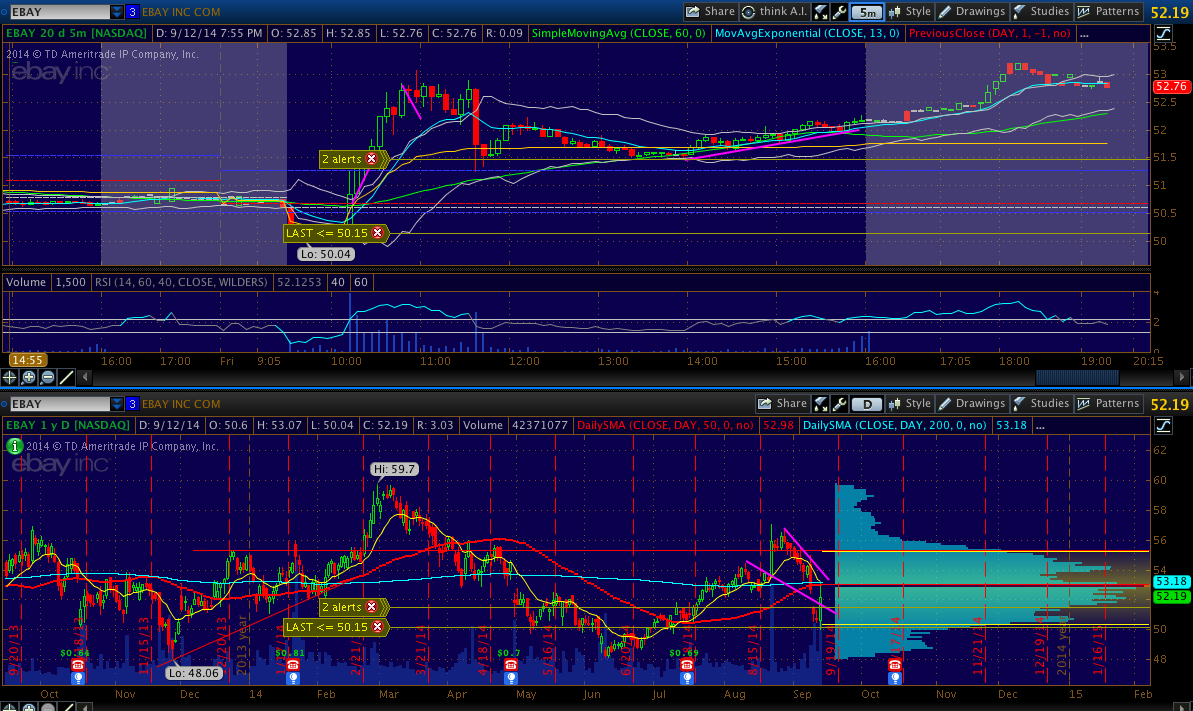 EBAY 3 EBAY INC COM Share think A.I. 5m Style Drawings Studies Patterns 52.19
EBAY 20 d 5m [NASDAQ] D: 9/12/14 7:55 PM O: 52.85 H: 52.85 L: 52.76 C: 52.76 R: 0.09 SimpleMovingAvg (CLOSE, 60, 0) MovAvgExponential (CLOSE, 13, 0) PreviousClose (DAY, 1, -1, no) ...
2014 © TD Ameritrade IP Company, Inc.
ebay inc
53.5
53
52.76
52.5
52
2 alerts
51.5
51
50.5
LAST <= 50.15
50
Lo: 50.04
Volume 1,500 RSI (14, 60, 40, CLOSE, WILDERS) 52.1253 40 60
4
2
0
14:55 16:00 17:00 Fri 9:05 10:00 11:00 12:00 13:00 14:00 15:00 16:00 17:05 18:00 19:00 20:15
EBAY 3 EBAY INC COM Share D Style Drawings Studies Patterns 52.19
EBAY 1 y D [NASDAQ] D: 9/12/14 O: 50.6 H: 53.07 L: 50.04 C: 52.19 R: 3.03 Volume 42371077 DailySMA (CLOSE, DAY, 50, 0, no) 52.98 DailySMA (CLOSE, DAY, 200, 0, no) 53.18 ...
2014 © TD Ameritrade IP Company, Inc.
ebay inc
62
Hi: 59.7
60
58
56
54
53.18
52.19
2 alerts
LAST <= 50.15
50
48
Lo: 48.06
9/20/13
11/15/13
2013 year
2/21/14
3/21/14
4/18/14
5/16/14
8/15/14
9/19/14
11/21/14
12/19/14
2014 year
1/16/15
$0.64 $0.81 $0.7 $0.69
Oct Nov Dec 14 Feb Mar Apr May Jun Jul Aug Sep Oct Nov Dec 15 Feb